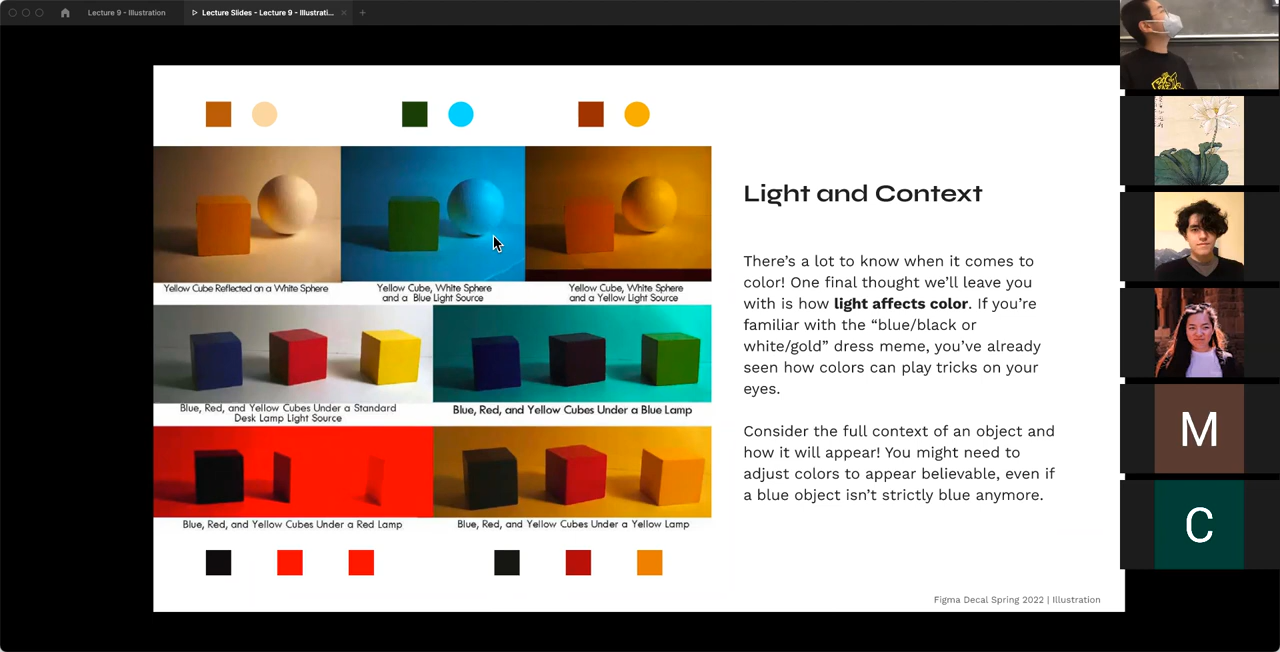 Lecture 9 - Illustration
Lecture Slides - Lecture 9 - Illustrati...
Yellow Cube Reflected on a White Sphere
Yellow Cube, White Sphere
and a Blue Light Source
Yellow Cube, White Sphere
and a Yellow Light Source
Blue, Red, and Yellow Cubes Under a Standard
Desk Lamp Light Source
Blue, Red, and Yellow Cubes Under a Blue Lamp
Blue, Red, and Yellow Cubes Under a Red Lamp
Blue, Red, and Yellow Cubes Under a Yellow Lamp
Light and Context
There’s a lot to know when it comes to
color! One final thought we’ll leave you
with is how light affects color. If you’re
familiar with the “blue/black or
white/gold” dress meme, you’ve already
seen how colors can play tricks on your
eyes.
Consider the full context of an object and
how it will appear! You might need to
adjust colors to appear believable, even if
a blue object isn’t strictly blue anymore.
Figma Decal Spring 2022 | Illustration
M
C